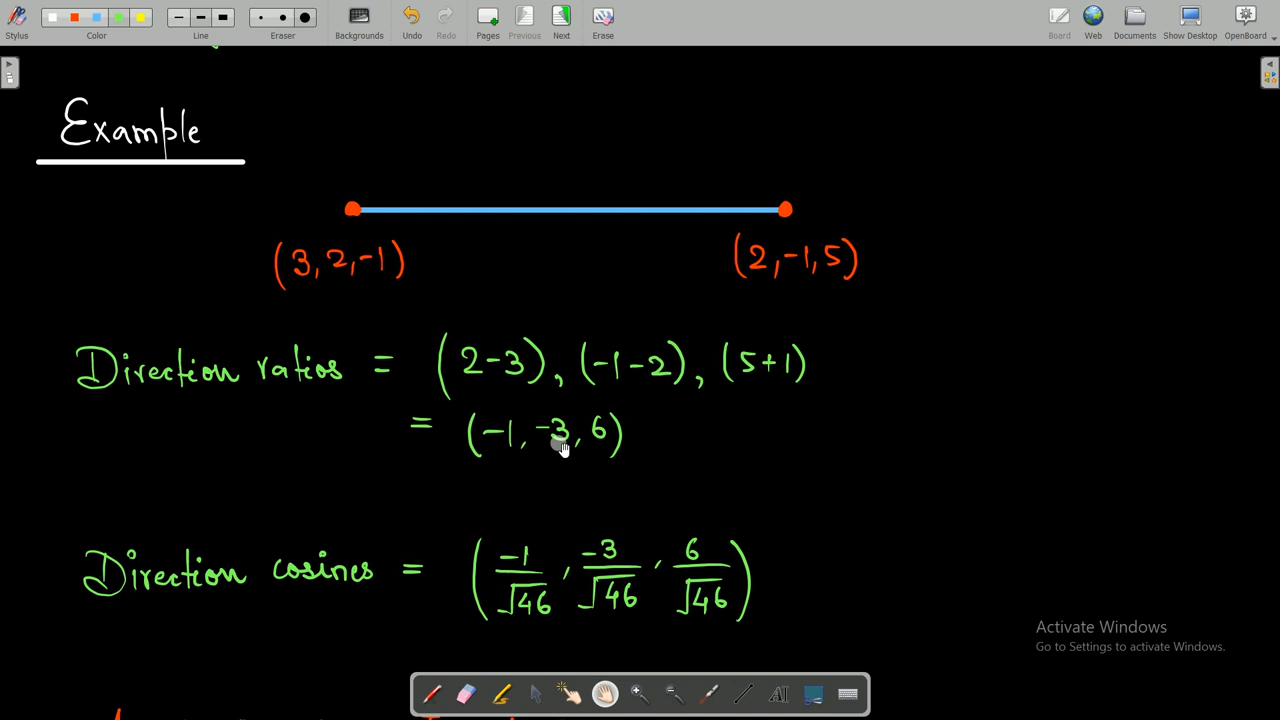 Stylus Color Line Eraser Backgrounds Undo Redo Pages Previous Next Erase Board Web Documents Show Desktop OpenBoard
Example
(3, 2, -1) (2, -1, 5)
Direction ratios = (2-3), (-1-2), (5+1)
= (-1, -3, 6)
Direction cosines = (-1/√46, -3/√46, 6/√46)
Activate Windows
Go to Settings to activate Windows.